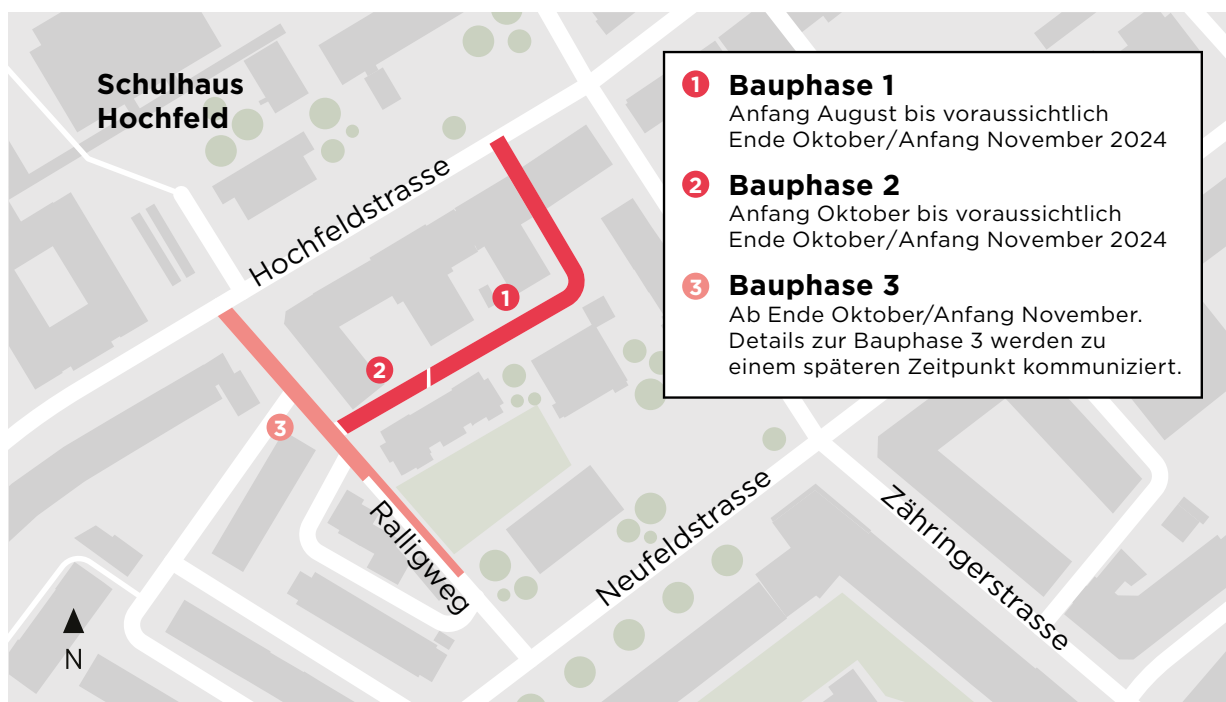 Schulhaus
Hochfeld
Hochfeldstrasse
1
2
3
Ralligweg
Neufeldstrasse
Zähringerstrasse
N
1 Bauphase 1
Anfang August bis voraussichtlich
Ende Oktober/Anfang November 2024
2 Bauphase 2
Anfang Oktober bis voraussichtlich
Ende Oktober/Anfang November 2024
3 Bauphase 3
Ab Ende Oktober/Anfang November.
Details zur Bauphase 3 werden zu
einem späteren Zeitpunkt kommuniziert.